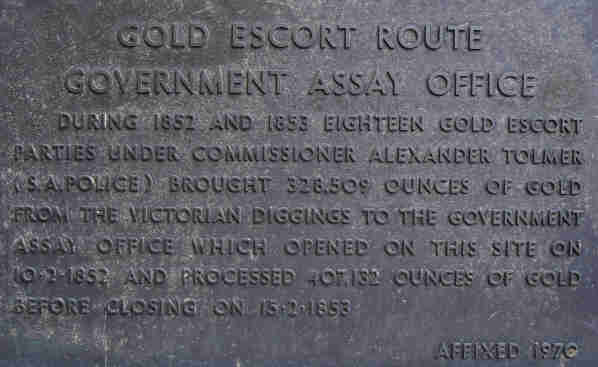 GOLD ESCORT ROUTE
GOVERNMENT ASSAY OFFICE
DURING 1852 AND 1853 EIGHTEEN GOLD ESCORT
PARTIES UNDER COMMISSIONER ALEXANDER TOLMER
(S.A.POLICE) BROUGHT 328,509 OUNCES OF GOLD
FROM THE VICTORIAN DIGGINGS TO THE GOVERNMENT
ASSAY OFFICE WHICH OPENED ON THIS SITE ON
10·2·1852 AND PROCESSED 407,132 OUNCES OF GOLD
BEFORE CLOSING ON 15·2·1853
AFFIXED 1970